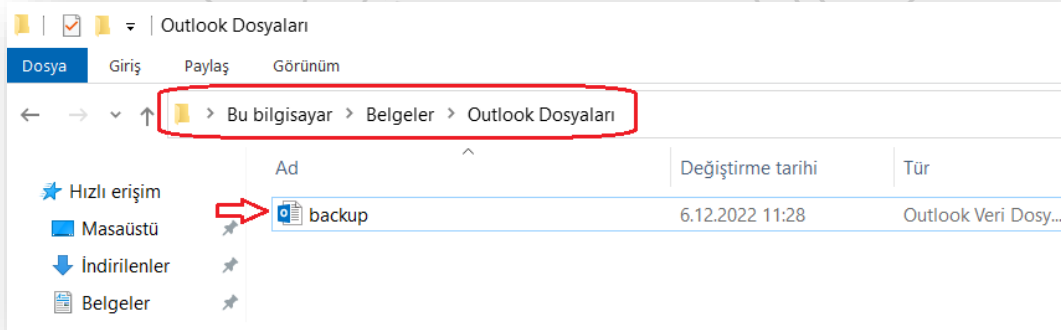 Outlook Dosyaları
Dosya Giriş Paylaş Görünüm
Bu bilgisayar > Belgeler > Outlook Dosyaları
Ad Değiştirme tarihi Tür
Hızlı erişim
backup 6.12.2022 11:28 Outlook Veri Dosy...
Masaüstü
İndirilenler
Belgeler